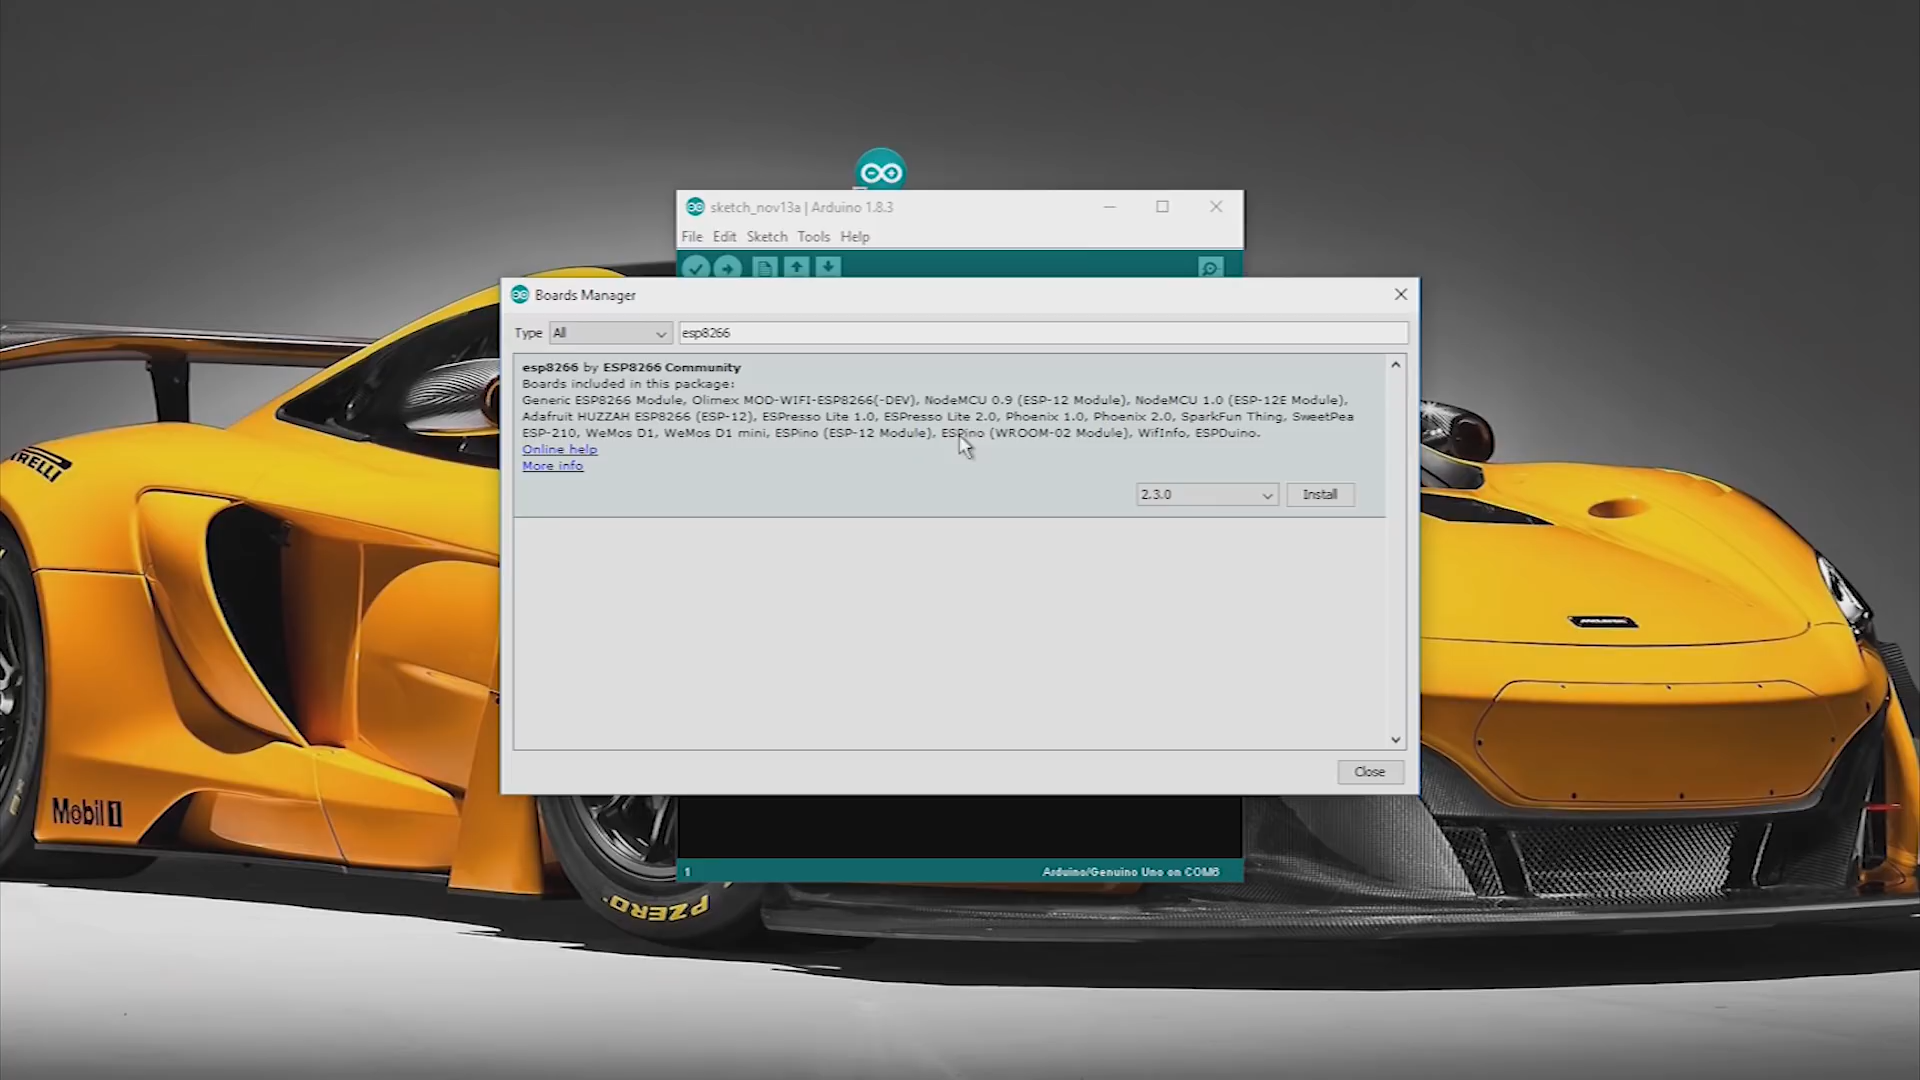 sketch_nov13a | Arduino 1.8.3
File Edit Sketch Tools Help
Boards Manager
Type All esp8266
esp8266 by ESP8266 Community
Boards included in this package:
Generic ESP8266 Module, Olimex MOD-WIFI-ESP8266(-DEV), NodeMCU 0.9 (ESP-12 Module), NodeMCU 1.0 (ESP-12E Module),
Adafruit HUZZAH ESP8266 (ESP-12), ESPresso Lite 1.0, ESPresso Lite 2.0, Phoenix 1.0, Phoenix 2.0, SparkFun Thing, SweetPea
ESP-210, WeMos D1, WeMos D1 mini, ESPino (ESP-12 Module), ESPino (WROOM-02 Module), WifInfo, ESPDuino.
Online help
More info
2.3.0 Install
Close
1 Arduino/Genuino Uno on COM6
RELLI
Mobil 1
PZERO